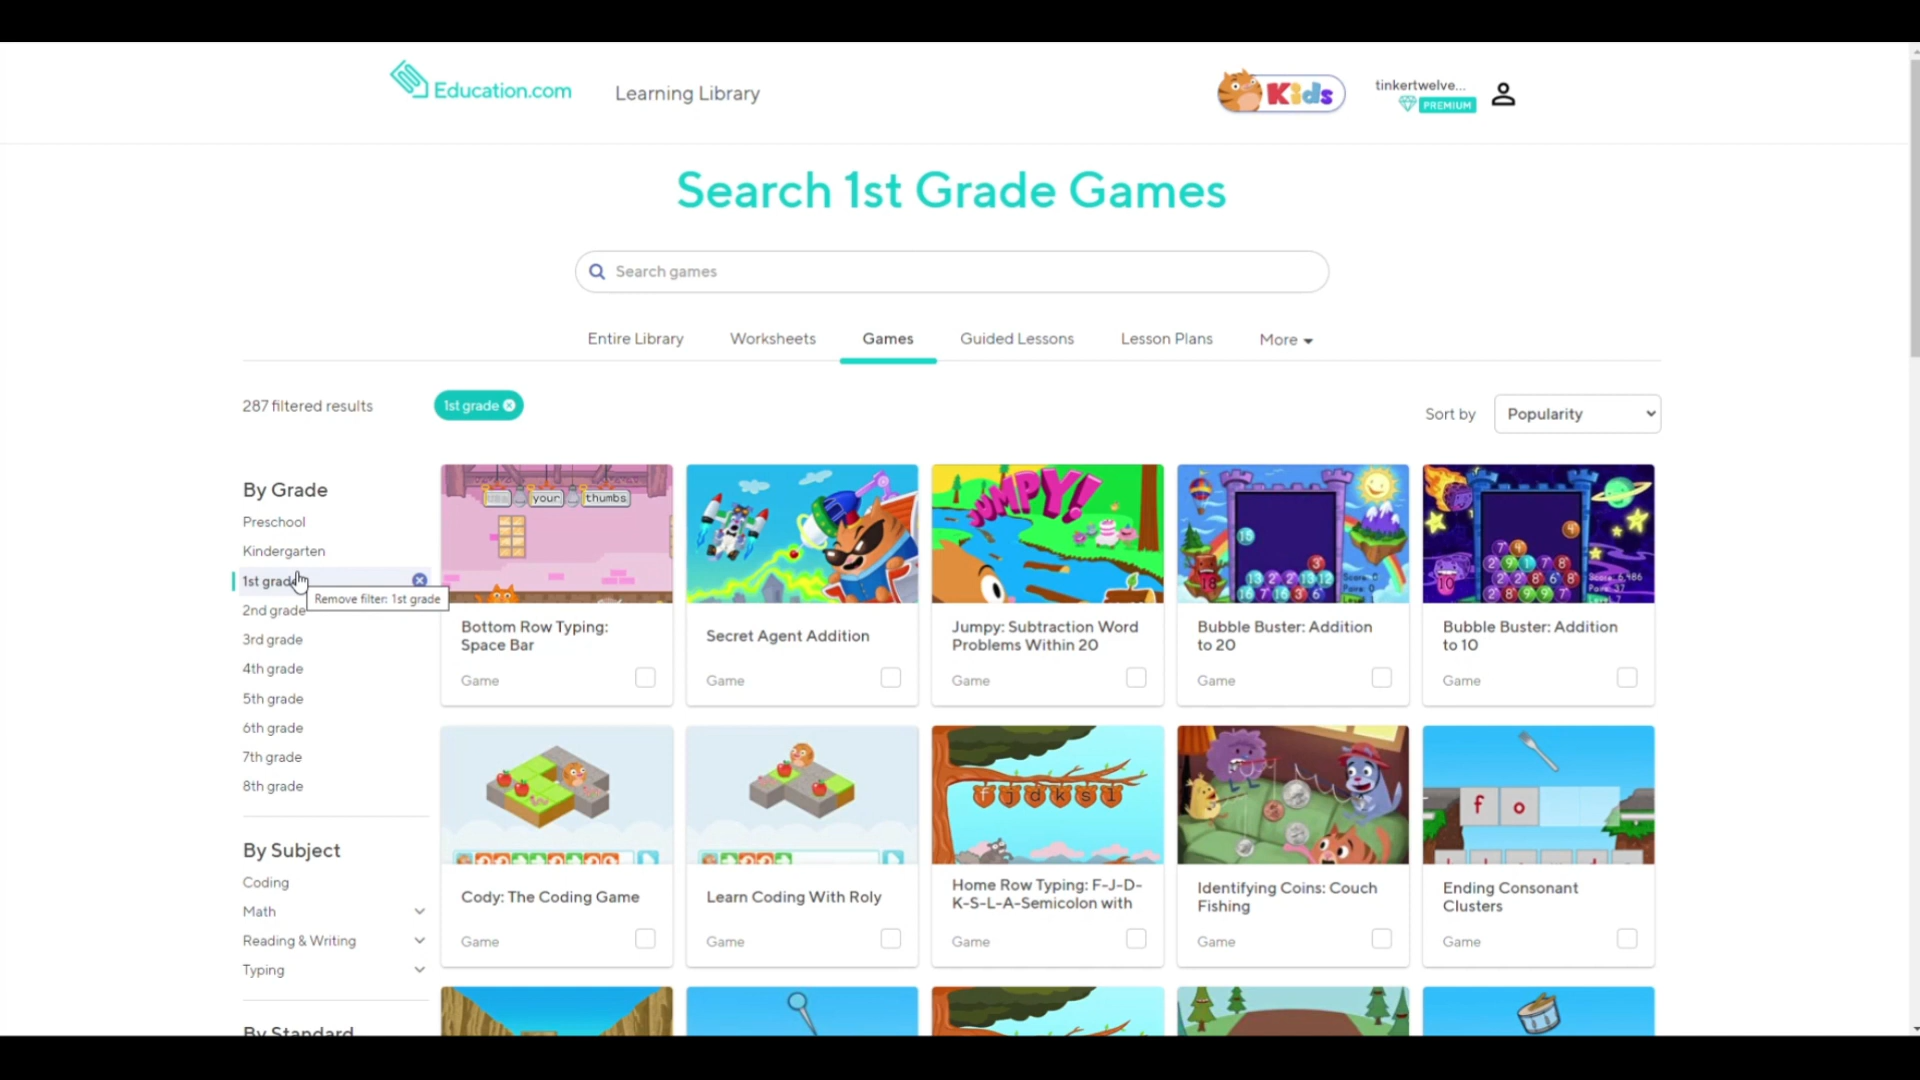 Education.com
Learning Library
Kids
tinkertwelve...
PREMIUM
Search 1st Grade Games
Search games
Entire Library
Worksheets
Games
Guided Lessons
Lesson Plans
More
287 filtered results
1st grade
Sort by
Popularity
By Grade
Preschool
Kindergarten
1st grade
Remove filter: 1st grade
2nd grade
3rd grade
4th grade
5th grade
6th grade
7th grade
8th grade
By Subject
Coding
Math
Reading & Writing
Typing
By Standard
your thumbs
Bottom Row Typing:
Space Bar
Game
Secret Agent Addition
Game
JUMPY!
Jumpy: Subtraction Word
Problems Within 20
Game
Bubble Buster: Addition
to 20
Game
Bubble Buster: Addition
to 10
Game
Cody: The Coding Game
Game
Learn Coding With Roly
Game
f j d k s l
Home Row Typing: F-J-D-
K-S-L-A-Semicolon with
Game
Identifying Coins: Couch
Fishing
Game
f o
Ending Consonant
Clusters
Game